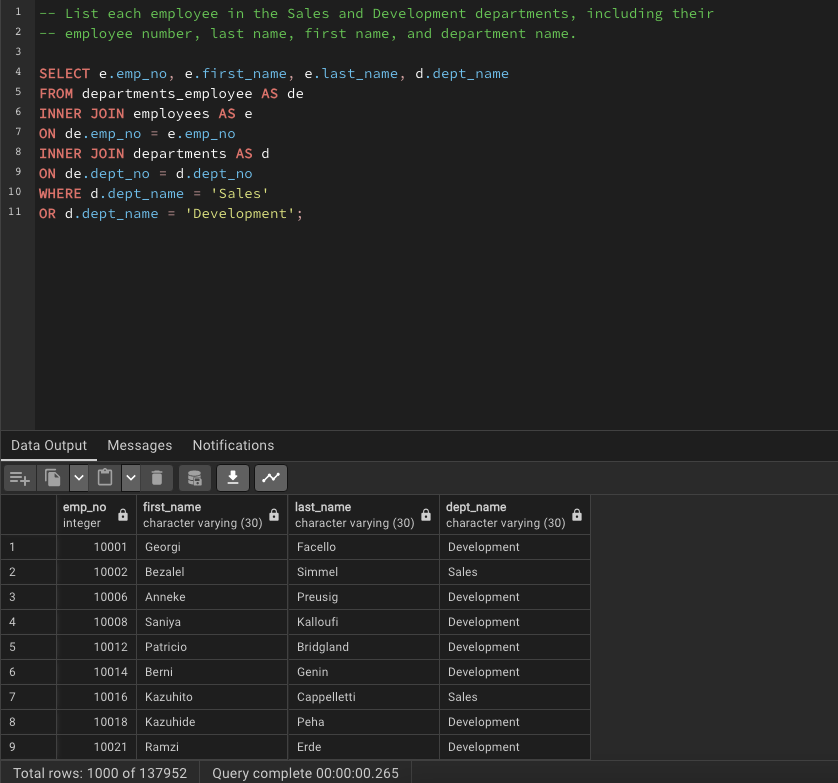 1 -- List each employee in the Sales and Development departments, including their
2 -- employee number, last name, first name, and department name.
3
4 SELECT e.emp_no, e.first_name, e.last_name, d.dept_name
5 FROM departments_employee AS de
6 INNER JOIN employees AS e
7 ON de.emp_no = e.emp_no
8 INNER JOIN departments AS d
9 ON de.dept_no = d.dept_no
10 WHERE d.dept_name = 'Sales'
11 OR d.dept_name = 'Development';
Data Output Messages Notifications
emp_no first_name last_name dept_name
integer character varying (30) character varying (30) character varying (30)
1 10001 Georgi Facello Development
2 10002 Bezalel Simmel Sales
3 10006 Anneke Preusig Development
4 10008 Saniya Kalloufi Development
5 10012 Patricio Bridgland Development
6 10014 Berni Genin Development
7 10016 Kazuhito Cappelletti Sales
8 10018 Kazuhide Peha Development
9 10021 Ramzi Erde Development
Total rows: 1000 of 137952 Query complete 00:00:00.265